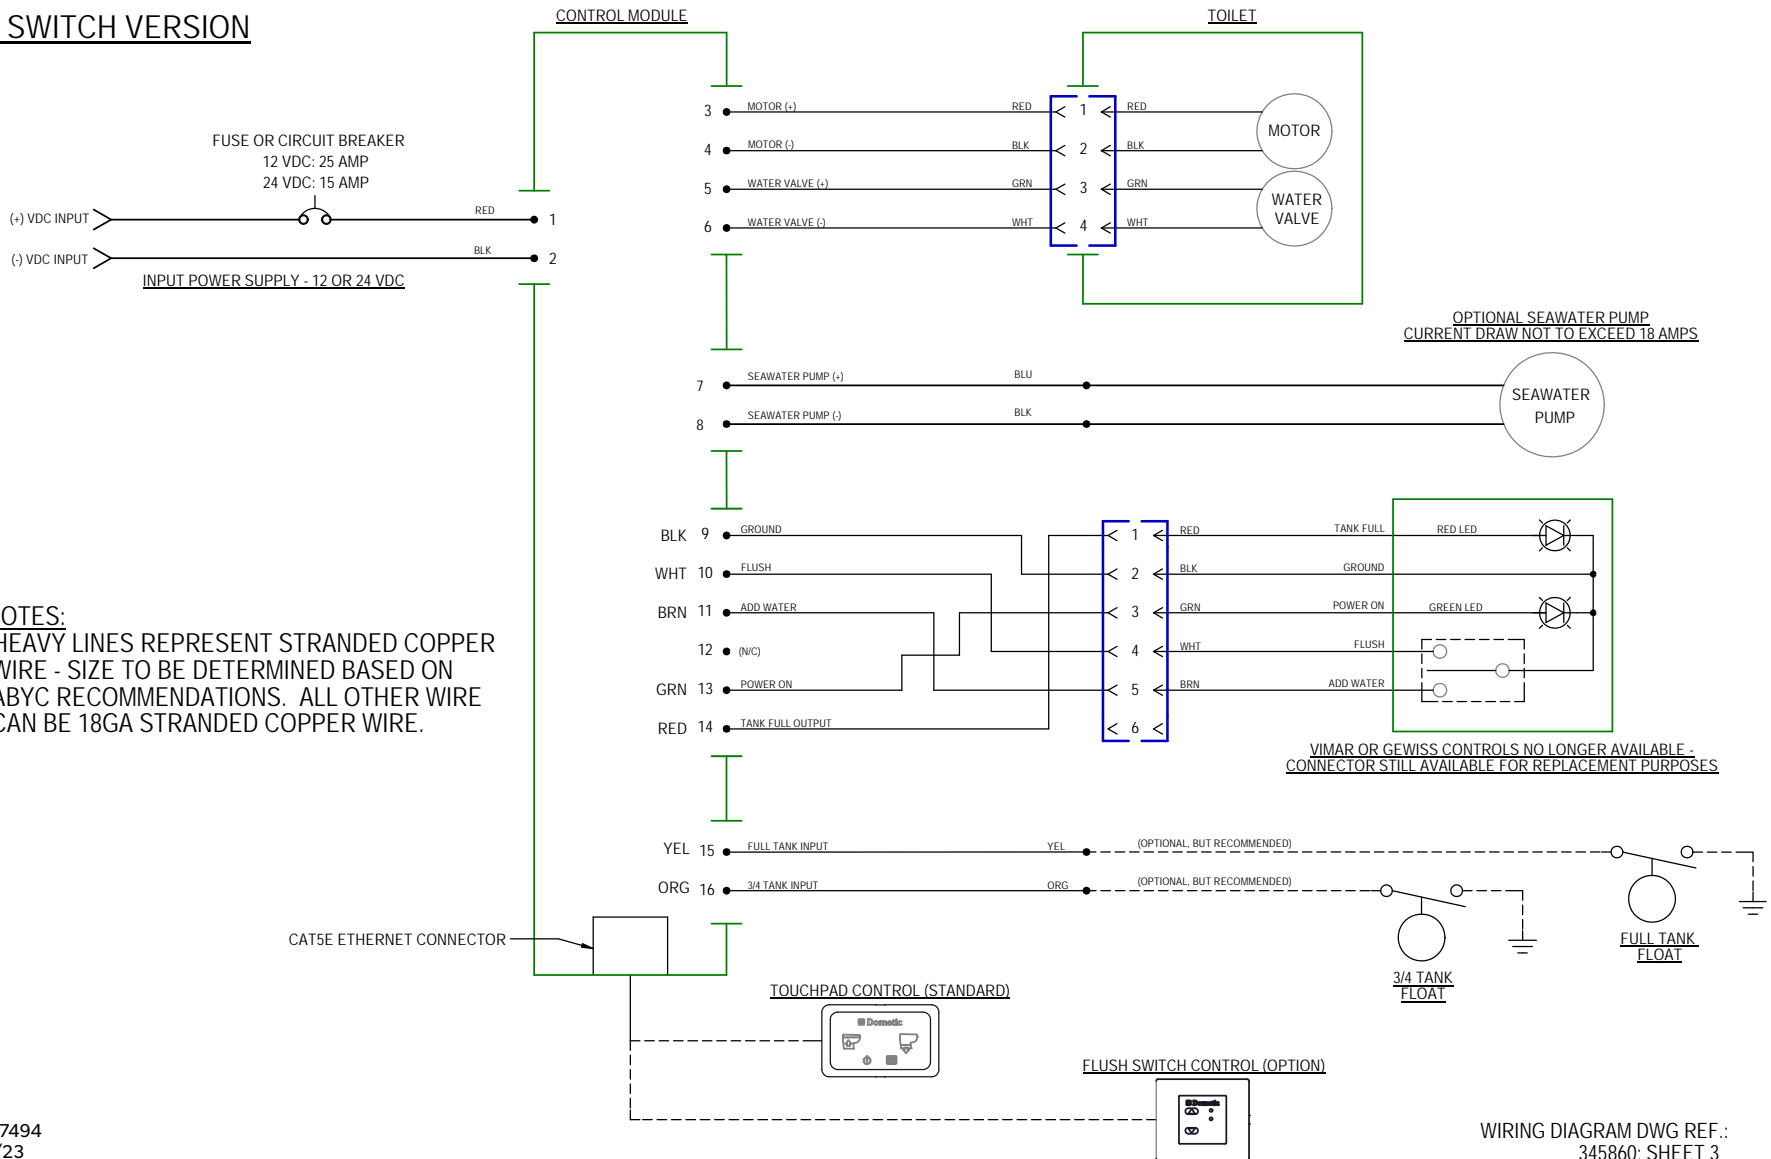 SWITCH VERSION
CONTROL MODULE
TOILET
FUSE OR CIRCUIT BREAKER
12 VDC: 25 AMP
24 VDC: 15 AMP
(+) VDC INPUT
RED
1
(-) VDC INPUT
BLK
2
INPUT POWER SUPPLY - 12 OR 24 VDC
3 MOTOR (+) RED 1 RED
4 MOTOR (-) BLK 2 BLK
MOTOR
5 WATER VALVE (+) GRN 3 GRN
6 WATER VALVE (-) WHT 4 WHT
WATER
VALVE
OPTIONAL SEAWATER PUMP
CURRENT DRAW NOT TO EXCEED 18 AMPS
7 SEAWATER PUMP (+) BLU
8 SEAWATER PUMP (-) BLK
SEAWATER
PUMP
BLK 9 GROUND 1 RED TANK FULL RED LED
WHT 10 FLUSH 2 BLK GROUND
BRN 11 ADD WATER 3 GRN POWER ON GREEN LED
12 (N/C) 4 WHT FLUSH
GRN 13 POWER ON 5 BRN ADD WATER
RED 14 TANK FULL OUTPUT 6
VIMAR OR GEWISS CONTROLS NO LONGER AVAILABLE -
CONNECTOR STILL AVAILABLE FOR REPLACEMENT PURPOSES
OTES:
HEAVY LINES REPRESENT STRANDED COPPER
WIRE - SIZE TO BE DETERMINED BASED ON
ABYC RECOMMENDATIONS. ALL OTHER WIRE
CAN BE 18GA STRANDED COPPER WIRE.
YEL 15 FULL TANK INPUT YEL (OPTIONAL, BUT RECOMMENDED)
ORG 16 3/4 TANK INPUT ORG (OPTIONAL, BUT RECOMMENDED)
FULL TANK
FLOAT
3/4 TANK
FLOAT
CAT5E ETHERNET CONNECTOR
TOUCHPAD CONTROL (STANDARD)
Dometic
FLUSH SWITCH CONTROL (OPTION)
Dometic
7494
/23
WIRING DIAGRAM DWG REF.:
345860; SHEET 3